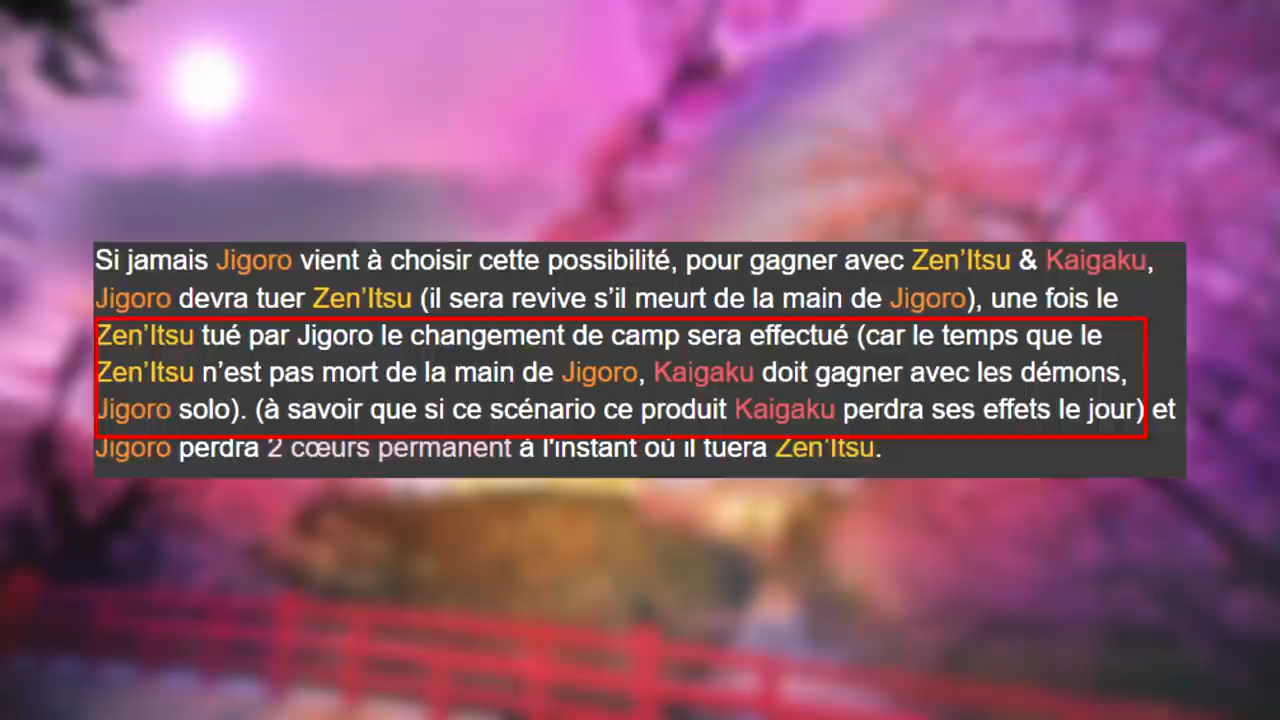 Si jamais Jigoro vient à choisir cette possibilité, pour gagner avec Zen’Itsu & Kaigaku,
Jigoro devra tuer Zen’Itsu (il sera revive s’il meurt de la main de Jigoro), une fois le
Zen’Itsu tué par Jigoro le changement de camp sera effectué (car le temps que le
Zen’Itsu n’est pas mort de la main de Jigoro, Kaigaku doit gagner avec les démons,
Jigoro solo). (à savoir que si ce scénario ce produit Kaigaku perdra ses effets le jour) et
Jigoro perdra 2 cœurs permanent à l'instant où il tuera Zen’Itsu.